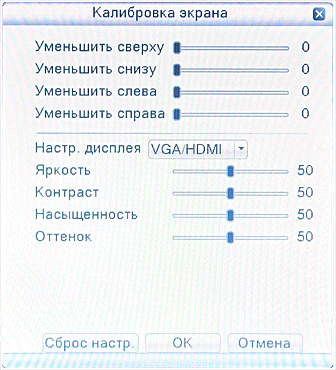 Калибровка экрана
Уменьшить сверху 0
Уменьшить снизу 0
Уменьшить слева 0
Уменьшить справа 0
Настр. дисплея VGA/HDMI
Яркость 50
Контраст 50
Насыщенность 50
Оттенок 50
Сброс настр. OK Отмена